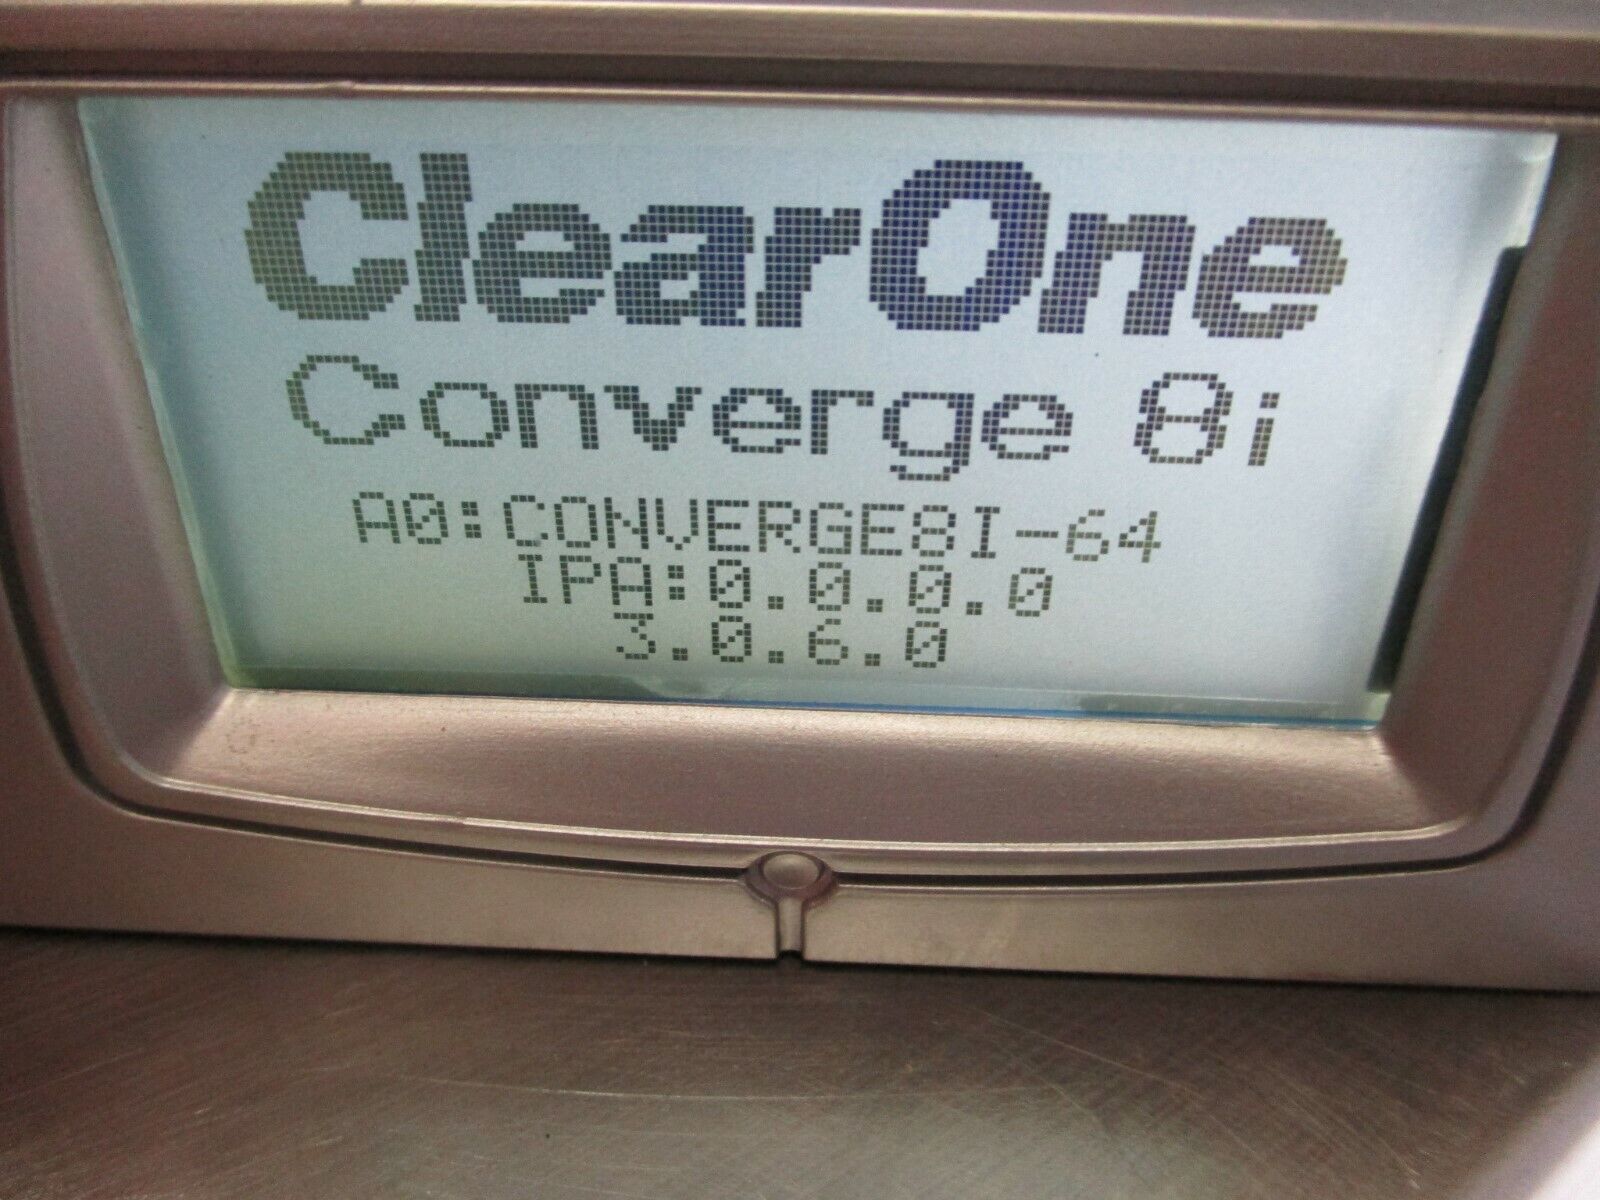 ClearOne
Converge 8i
A0:CONVERGE8I-64
IPA:0.0.0.0
3.0.6.0